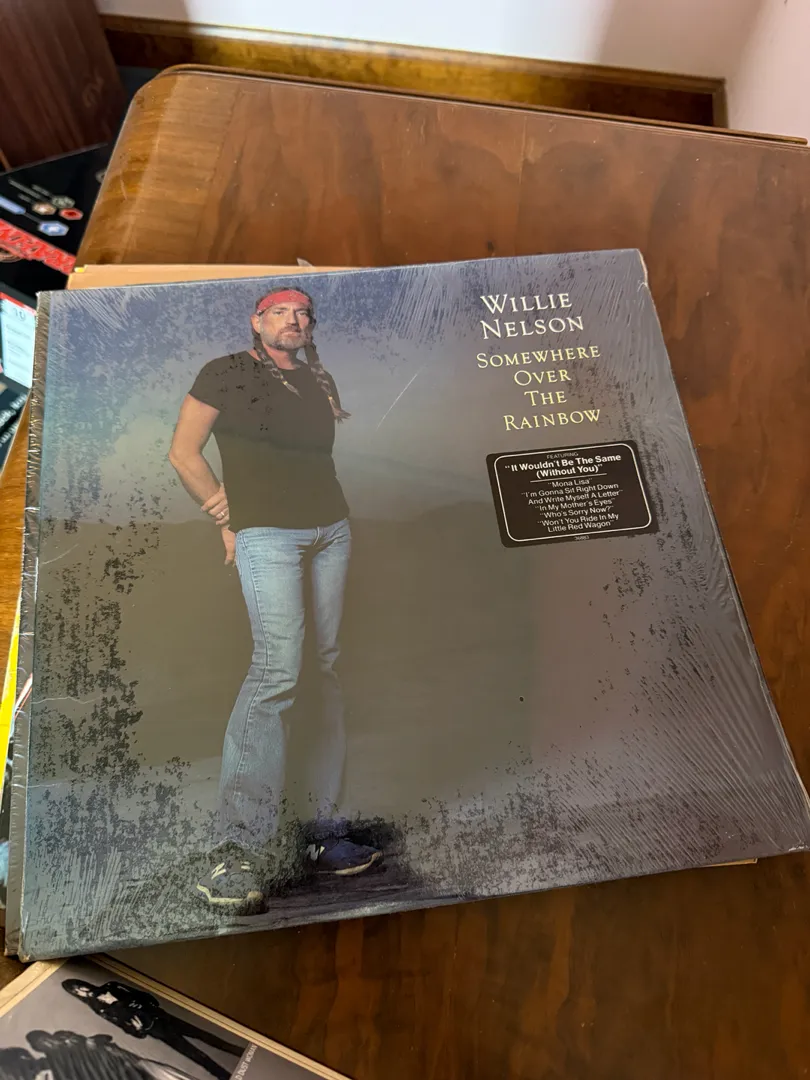 WILLIE
NELSON
SOMEWHERE
OVER
THE
RAINBOW
FEATURING
"It Wouldn't Be The Same
(Without You)"
"Mona Lisa"
"I'm Gonna Sit Right Down
And Write Myself A Letter"
"In My Mother's Eyes"
"Who's Sorry Now?"
"Won't You Ride In My
Little Red Wagon"
36883
N